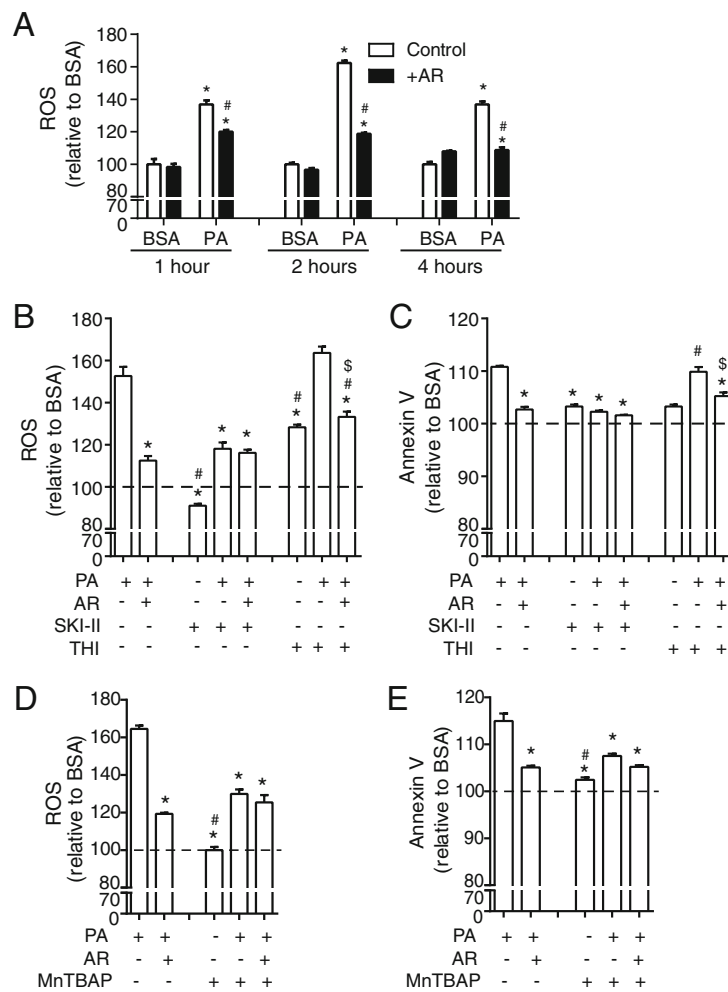 A
ROS
(relative to BSA)
160
140
120
100
80
70
0
Control
+AR
* # * * # * * # *
BSA PA BSA PA BSA PA
1 hour 2 hours 4 hours
B
ROS
(relative to BSA)
180
160
140
120
100
80
70
0
* # * * * # * $ # *
PA + + - + + - + +
AR - + - - + - - +
SKI-II - - + + + - - -
THI - - - - - + + +
C
Annexin V
(relative to BSA)
120
110
100
90
80
70
0
* * * * # $ *
PA + + - + + - + +
AR - + - - + - - +
SKI-II - - + + + - - -
THI - - - - - + + +
D
ROS
(relative to BSA)
180
160
140
120
100
80
70
0
* # * * *
PA + + - + +
AR - + - - +
MnTBAP - - + + +
E
Annexin V
(relative to BSA)
120
110
100
90
80
70
0
* # * * *
PA + + - + +
AR - + - - +
MnTBAP - - + + +